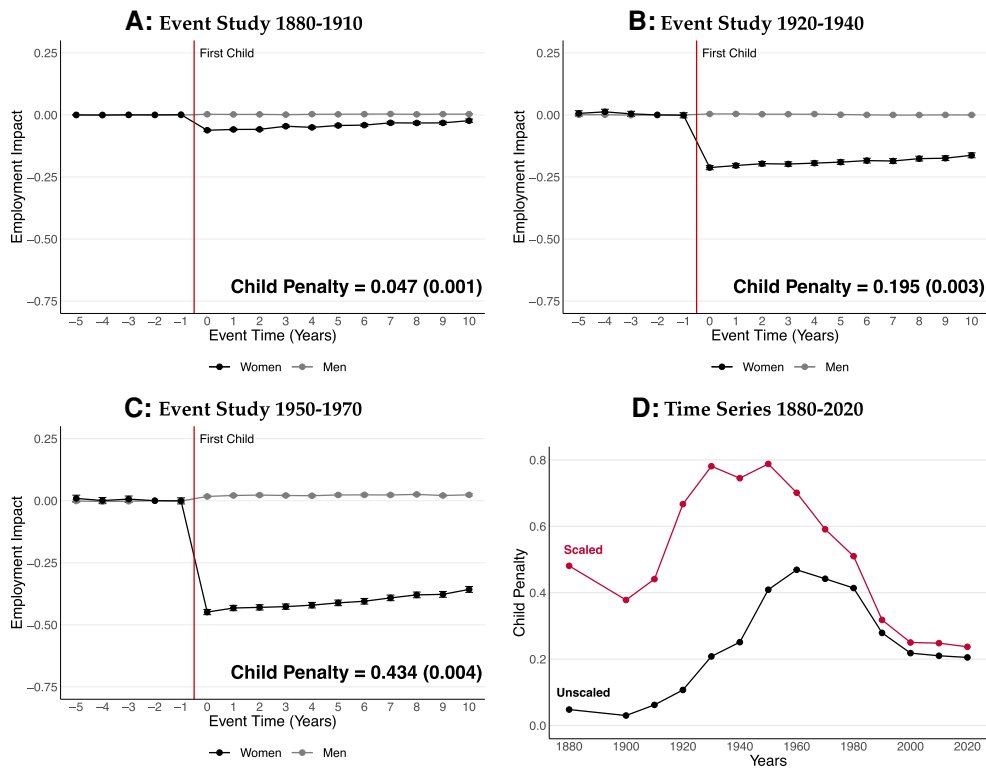 A: Event Study 1880-1910
0.25
0.00
−0.25
−0.50
−0.75
Employment Impact
First Child
Child Penalty = 0.047 (0.001)
−5 −4 −3 −2 −1 0 1 2 3 4 5 6 7 8 9 10
Event Time (Years)
Women Men
B: Event Study 1920-1940
0.25
0.00
−0.25
−0.50
−0.75
Employment Impact
First Child
Child Penalty = 0.195 (0.003)
−5 −4 −3 −2 −1 0 1 2 3 4 5 6 7 8 9 10
Event Time (Years)
Women Men
C: Event Study 1950-1970
0.25
0.00
−0.25
−0.50
−0.75
Employment Impact
First Child
Child Penalty = 0.434 (0.004)
−5 −4 −3 −2 −1 0 1 2 3 4 5 6 7 8 9 10
Event Time (Years)
Women Men
D: Time Series 1880-2020
0.8
0.6
0.4
0.2
0.0
Child Penalty
Scaled
Unscaled
1880 1900 1920 1940 1960 1980 2000 2020
Years